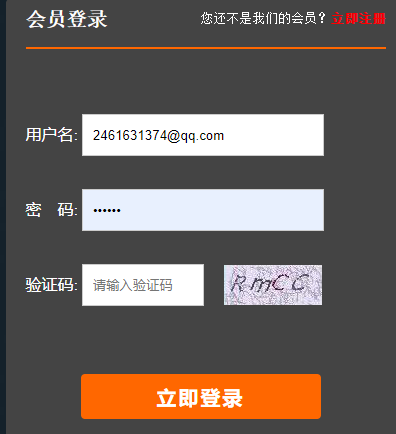 会员登录 您还不是我们的会员？立即注册
用户名: 2461631374@qq.com
密 码: ••••••
验证码: 请输入验证码 RmCC
立即登录